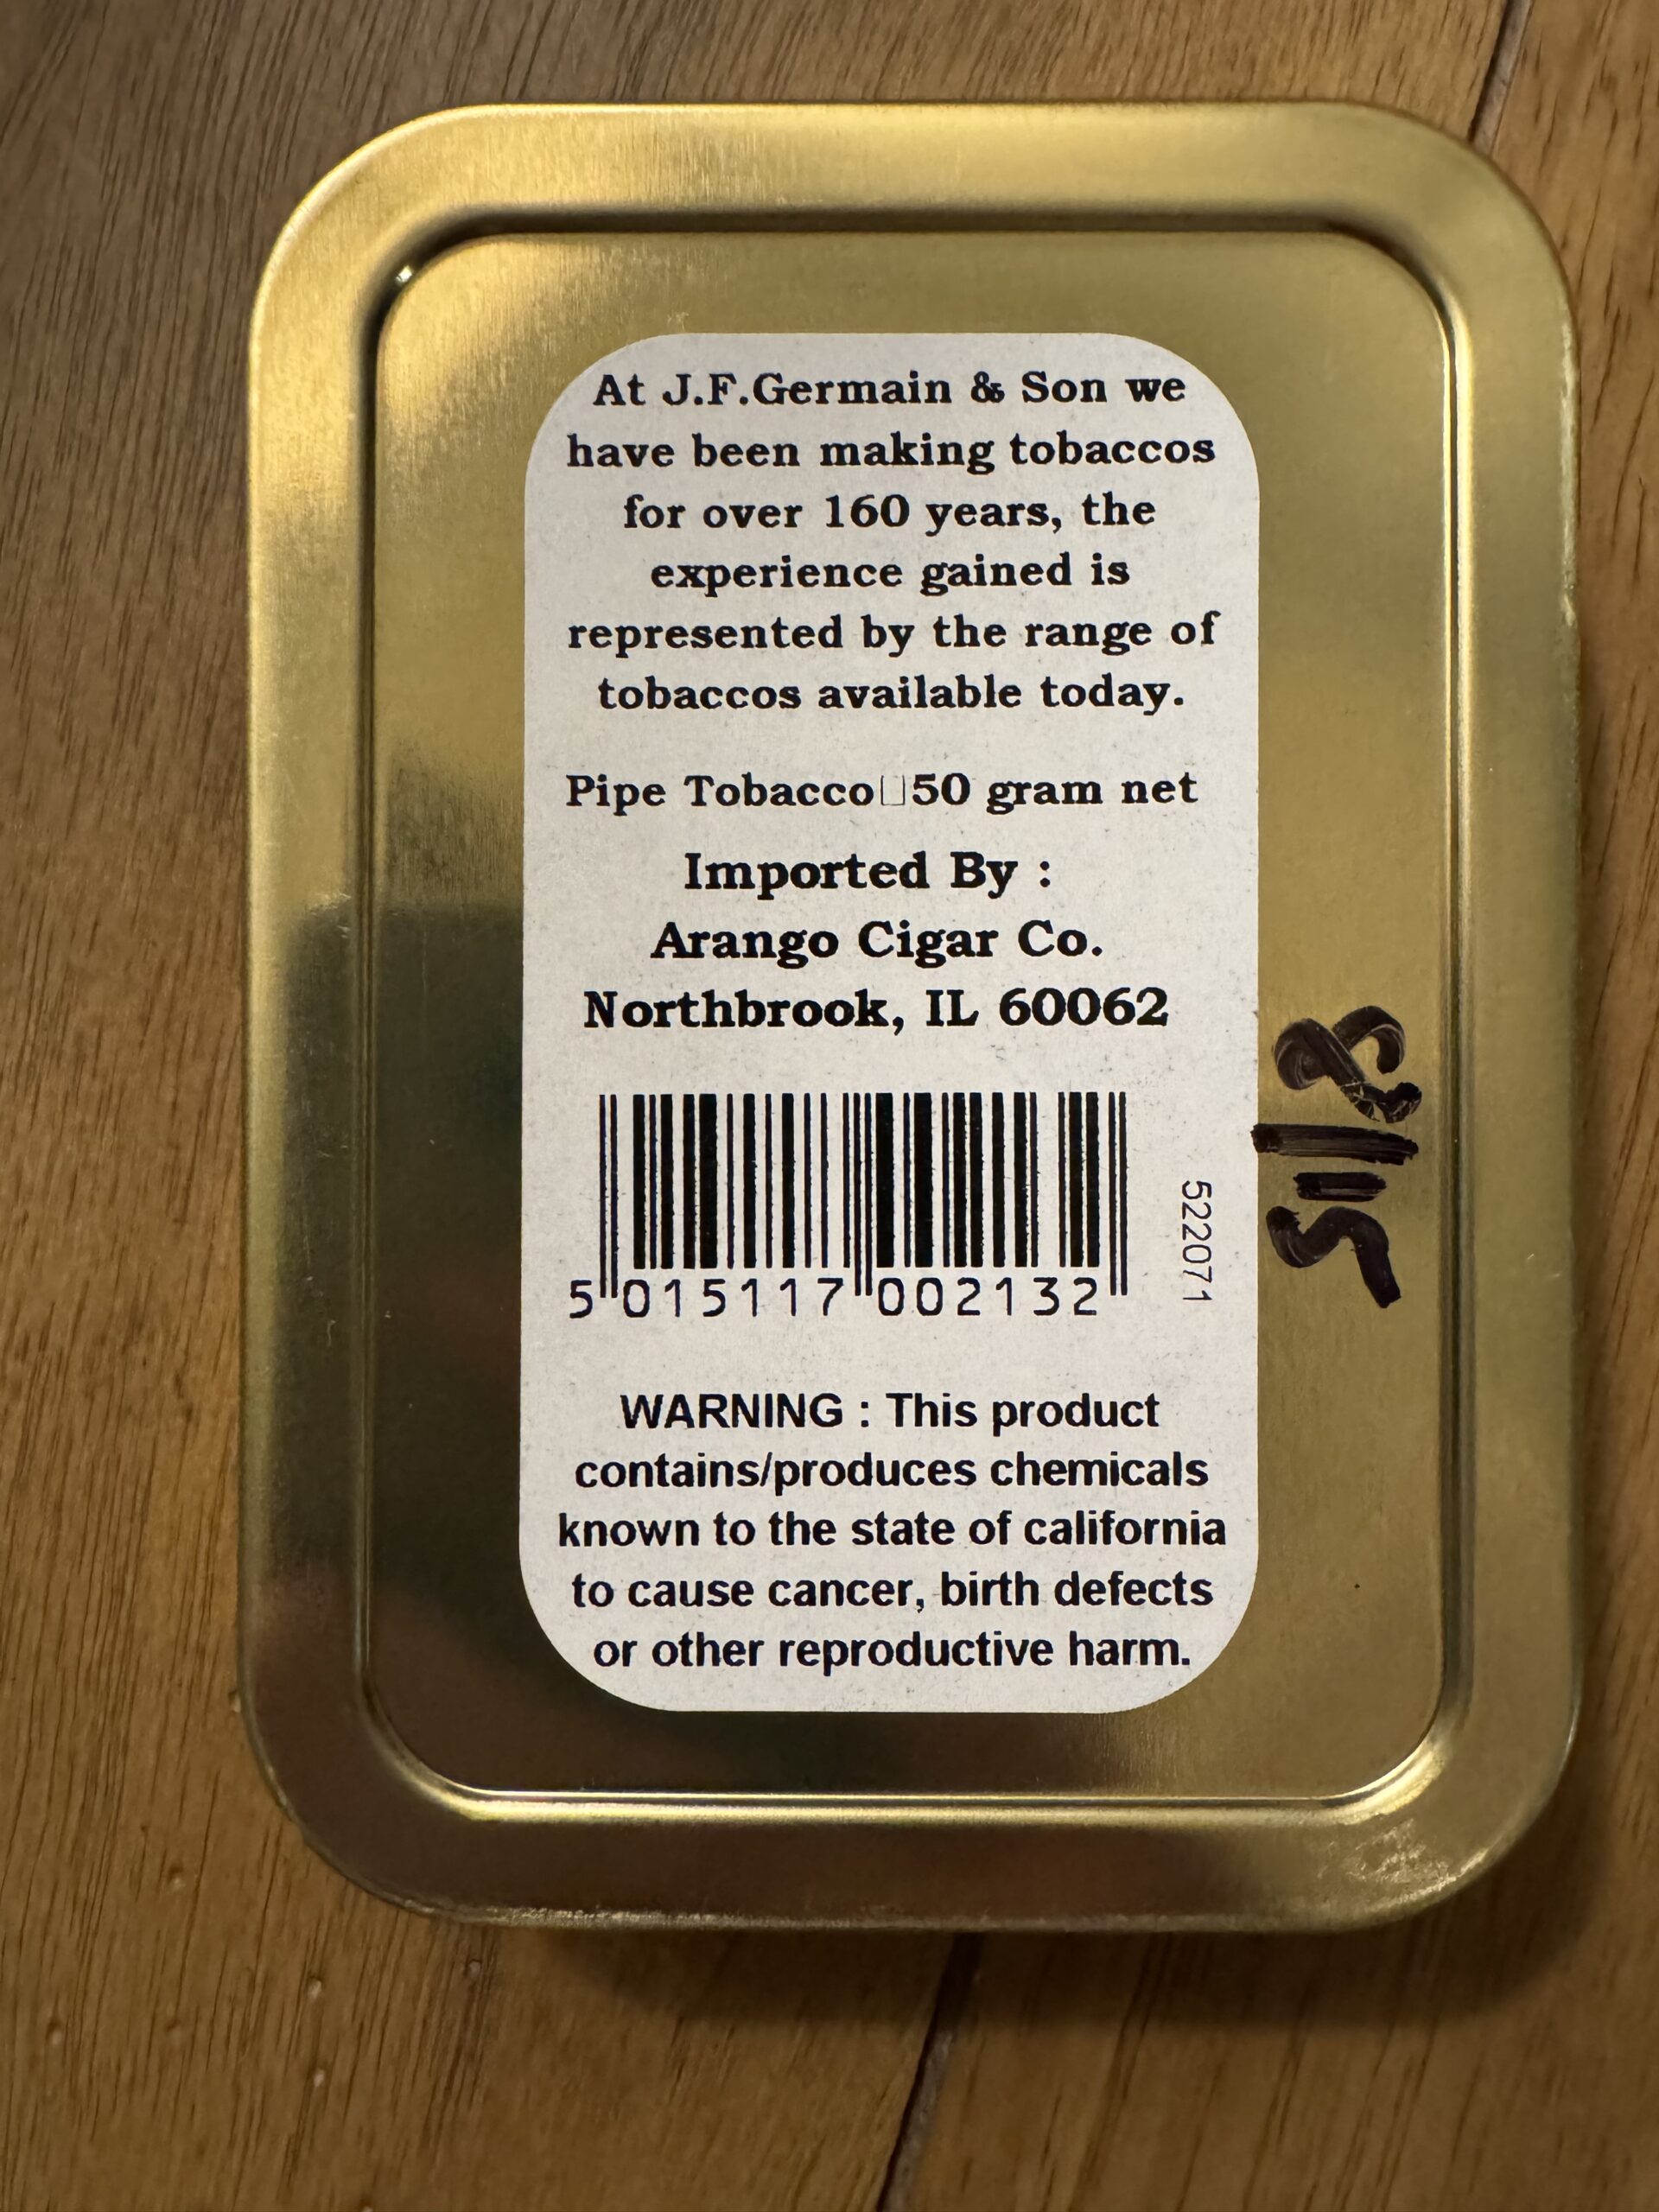 At J.F.Germain & Son we
have been making tobaccos
for over 160 years, the
experience gained is
represented by the range of
tobaccos available today.
Pipe Tobacco□50 gram net
Imported By :
Arango Cigar Co.
Northbrook, IL 60062
5 015117 002132
522071
WARNING : This product
contains/produces chemicals
known to the state of california
to cause cancer, birth defects
or other reproductive harm.
8/15